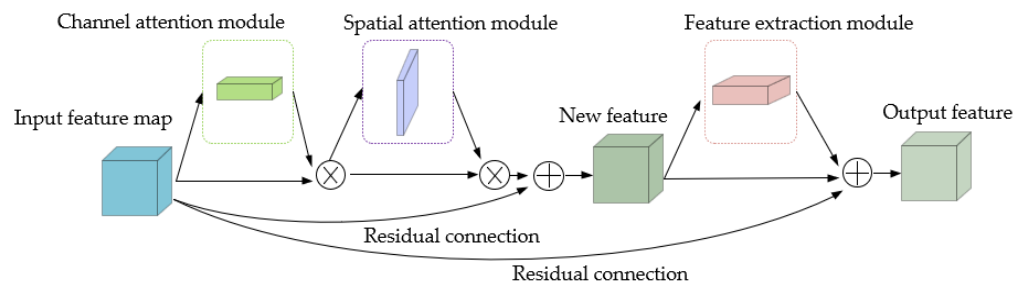 Channel attention module
Spatial attention module
Feature extraction module
Input feature map
New feature
Output feature
Residual connection
Residual connection